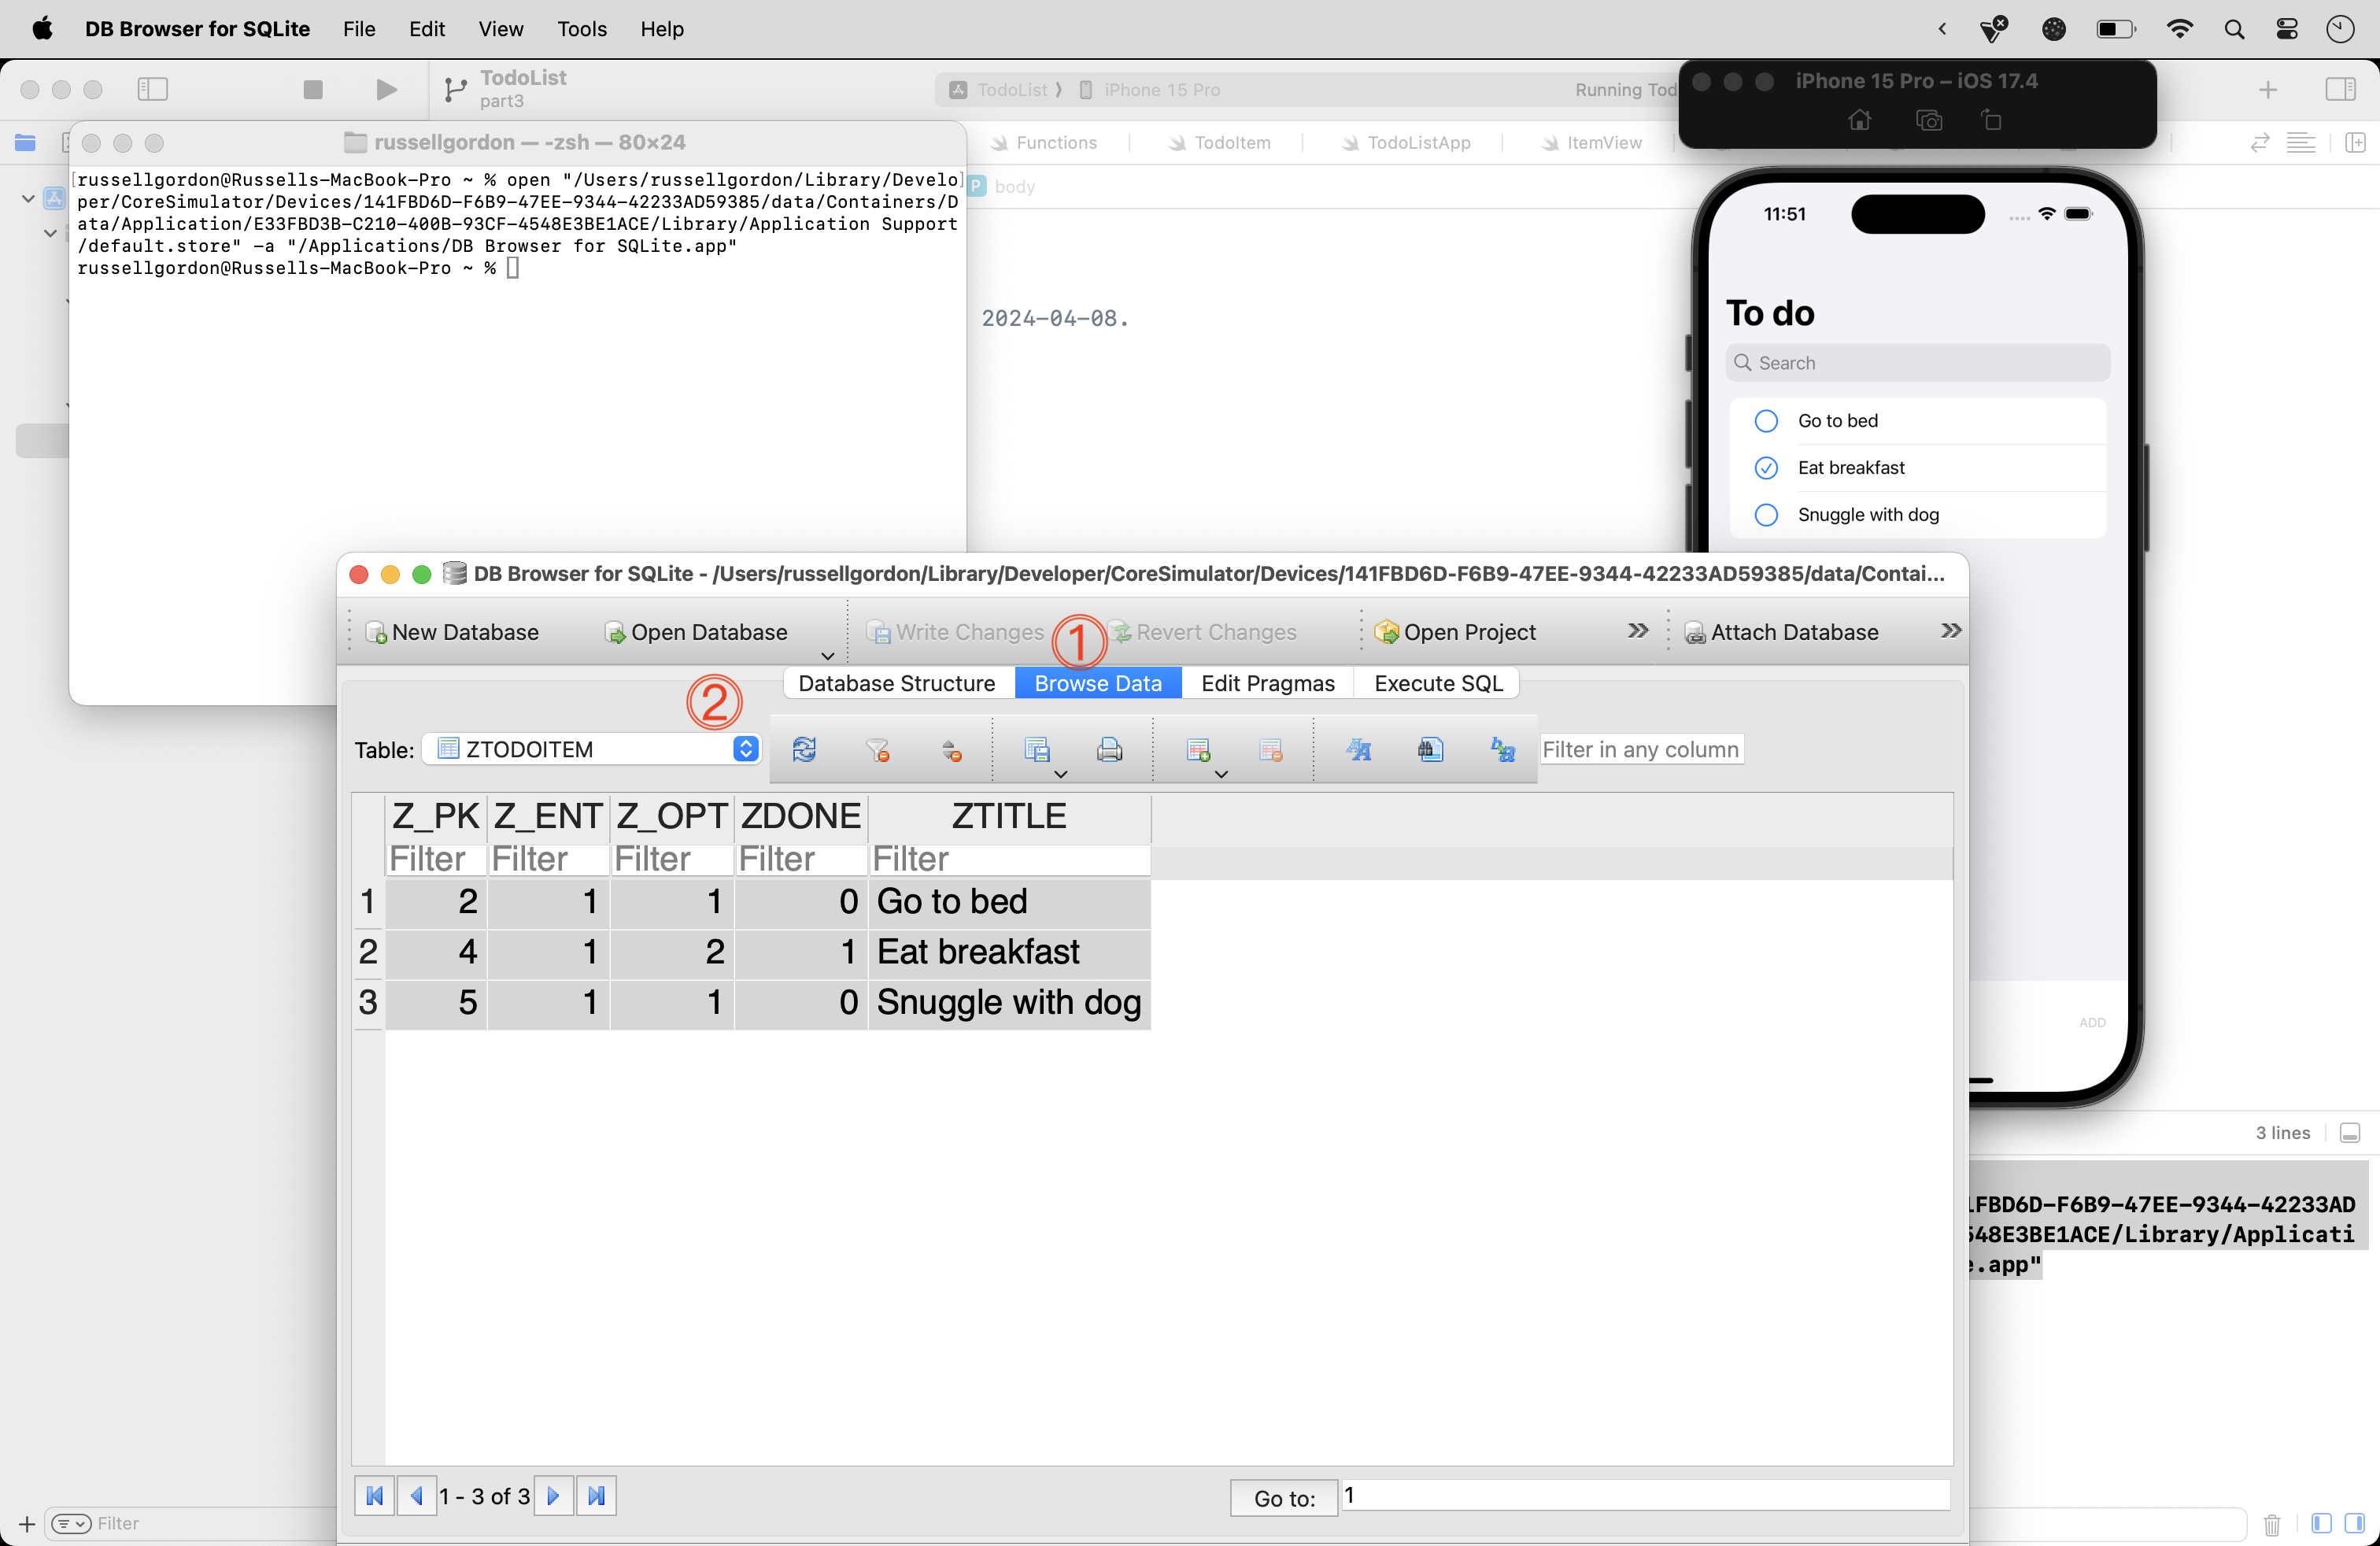 DB Browser for SQLite File Edit View Tools Help
TodoList
part3
TodoList iPhone 15 Pro
Running Tod
iPhone 15 Pro – iOS 17.4
russellgordon — -zsh — 80×24
Functions TodoItem TodoListApp ItemView
P body
russellgordon@Russells-MacBook-Pro ~ % open "/Users/russellgordon/Library/Develo
per/CoreSimulator/Devices/141FBD6D-F6B9-47EE-9344-42233AD59385/data/Containers/D
ata/Application/E33FBD3B-C210-400B-93CF-4548E3BE1ACE/Library/Application Support
/default.store" -a "/Applications/DB Browser for SQLite.app"
russellgordon@Russells-MacBook-Pro ~ %
2024-04-08.
11:51
To do
Search
Go to bed
Eat breakfast
Snuggle with dog
ADD
DB Browser for SQLite - /Users/russellgordon/Library/Developer/CoreSimulator/Devices/141FBD6D-F6B9-47EE-9344-42233AD59385/data/Contai...
New Database Open Database Write Changes Revert Changes Open Project Attach Database
1
Database Structure Browse Data Edit Pragmas Execute SQL
2
Table: ZTODOITEM Filter in any column
Z_PK Z_ENT Z_OPT ZDONE ZTITLE
Filter Filter Filter Filter Filter
1 2 1 1 0 Go to bed
2 4 1 2 1 Eat breakfast
3 5 1 1 0 Snuggle with dog
1 - 3 of 3 Go to: 1
3 lines
FBD6D-F6B9-47EE-9344-42233AD
48E3BE1ACE/Library/Applicati
.app"
Filter